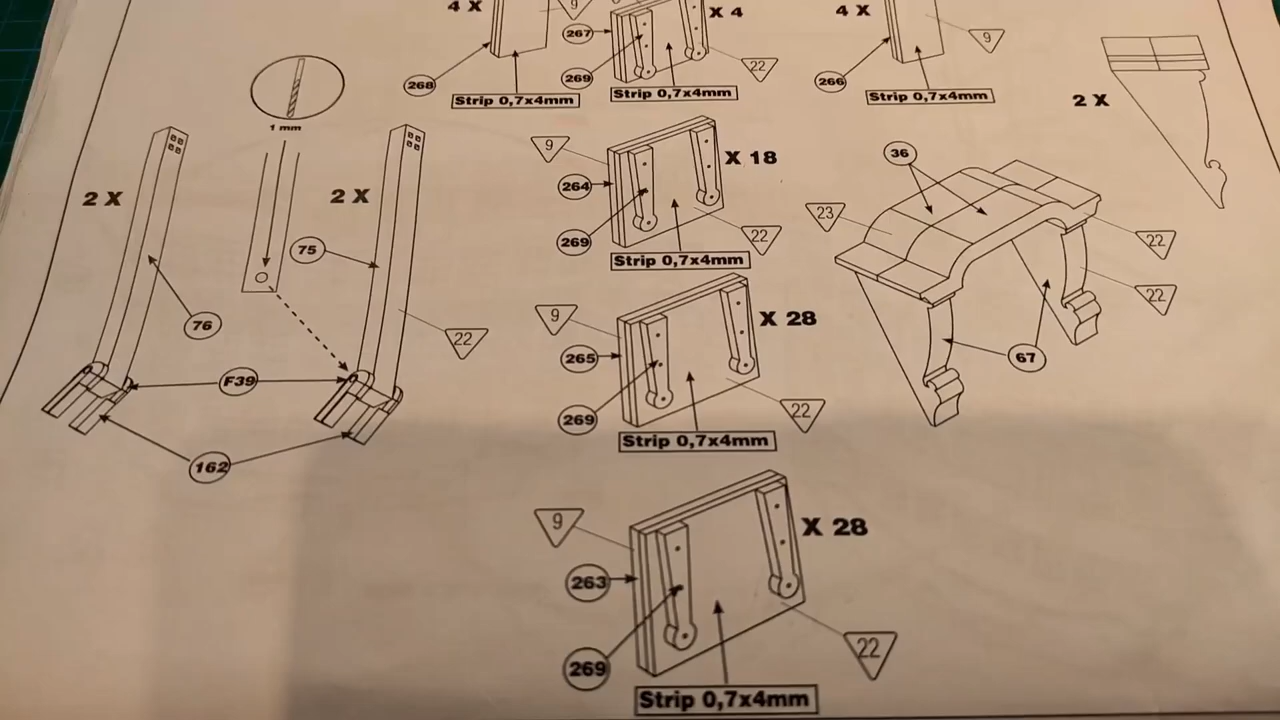 4 X
9
268
Strip 0,7x4mm
267
269
X 4
22
Strip 0,7x4mm
4 X
9
266
Strip 0,7x4mm
2 X
1 mm
2 X
76
2 X
75
22
F39
162
9
264
269
X 18
22
Strip 0,7x4mm
36
23
22
22
67
9
265
269
X 28
22
Strip 0,7x4mm
9
263
269
X 28
22
Strip 0,7x4mm